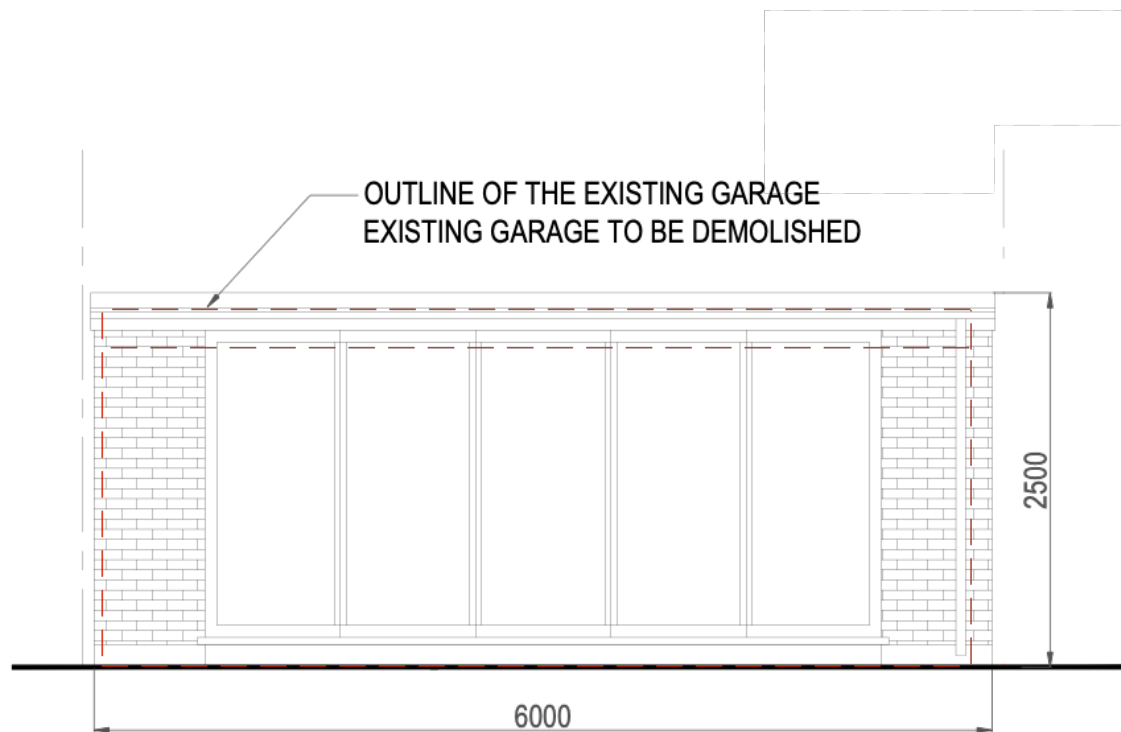 OUTLINE OF THE EXISTING GARAGE
EXISTING GARAGE TO BE DEMOLISHED
2500
6000